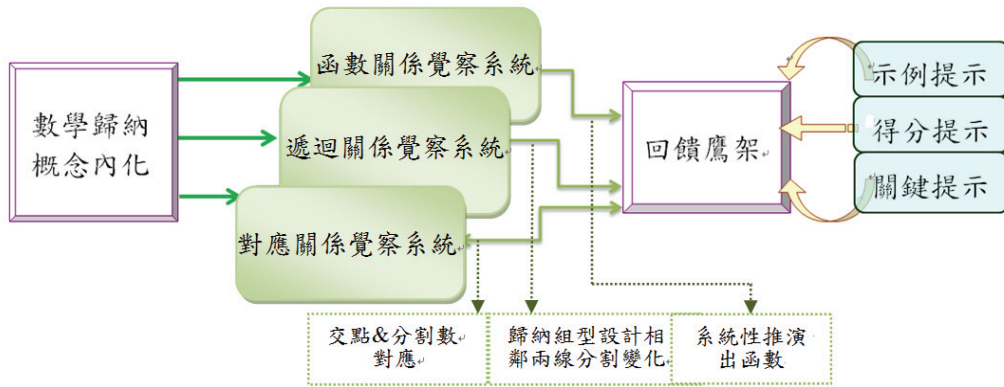 數學歸納
概念內化
函數關係覺察系統
遞迴關係覺察系統
對應關係覺察系統
回饋鷹架
示例提示
得分提示
關鍵提示
交點&分割數
對應
歸納組型設計相
鄰兩線分割變化
系統性推演
出函數